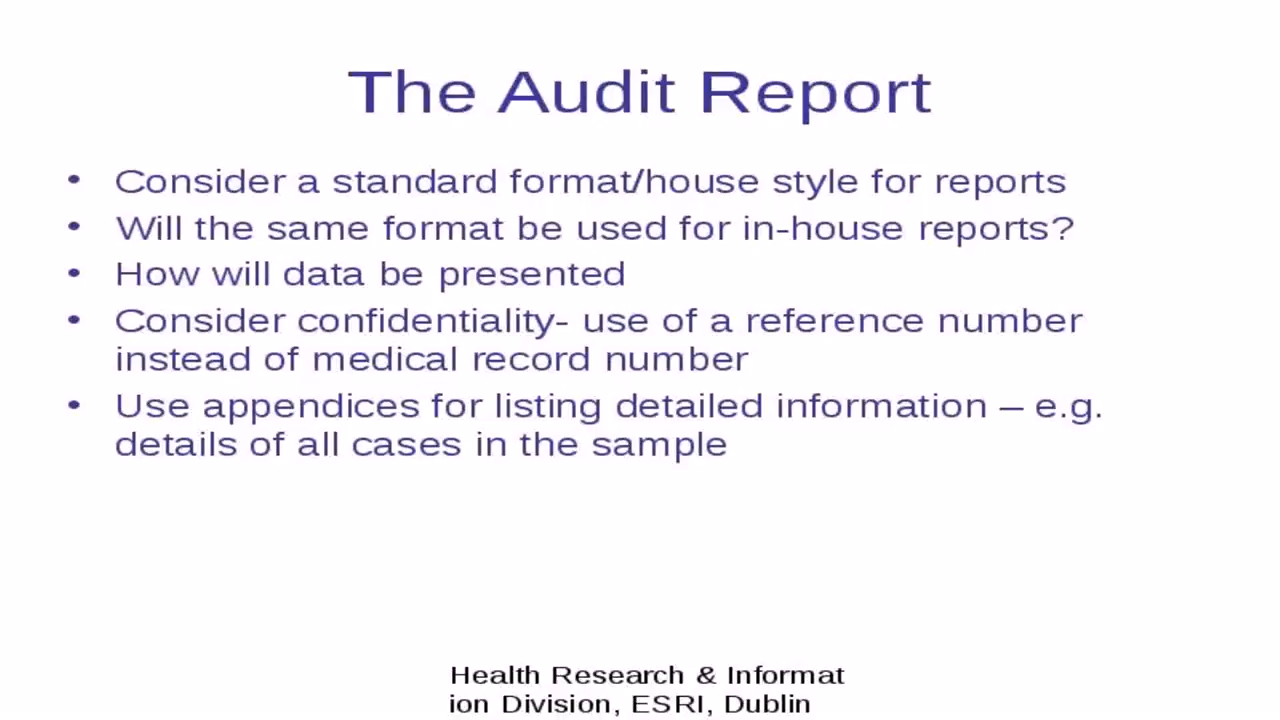 The Audit Report
• Consider a standard format/house style for reports
• Will the same format be used for in-house reports?
• How will data be presented
• Consider confidentiality- use of a reference number
instead of medical record number
• Use appendices for listing detailed information – e.g.
details of all cases in the sample
Health Research & Informat
ion Division, ESRI, Dublin